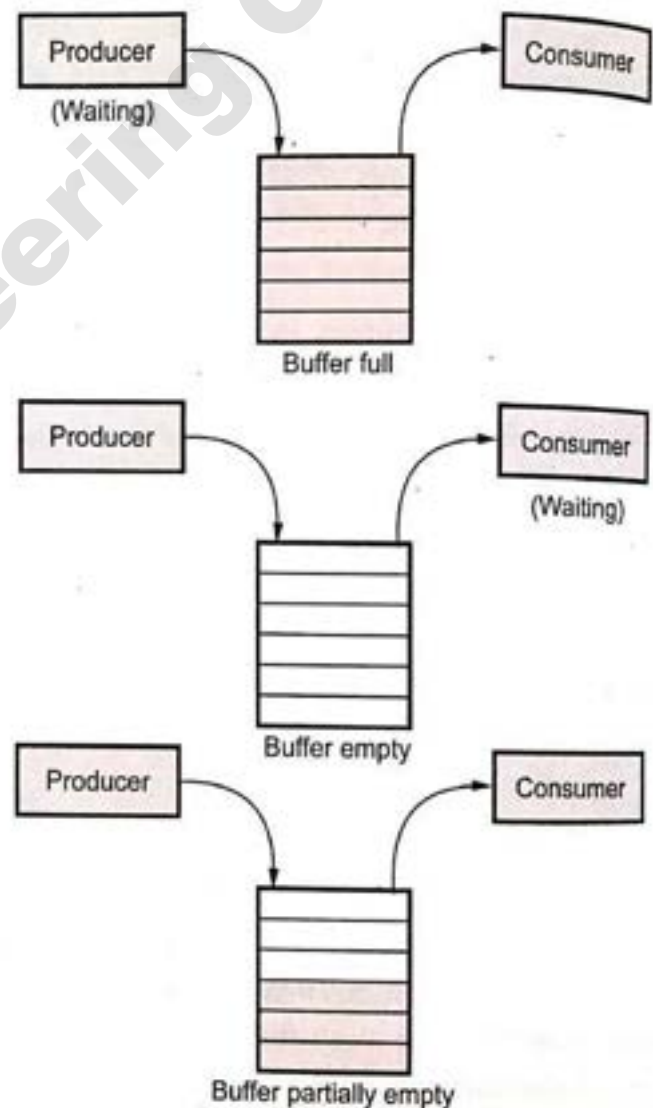 Producer
Consumer
(Waiting)
Buffer full
Producer
Consumer
(Waiting)
Buffer empty
Producer
Consumer
Buffer partially empty